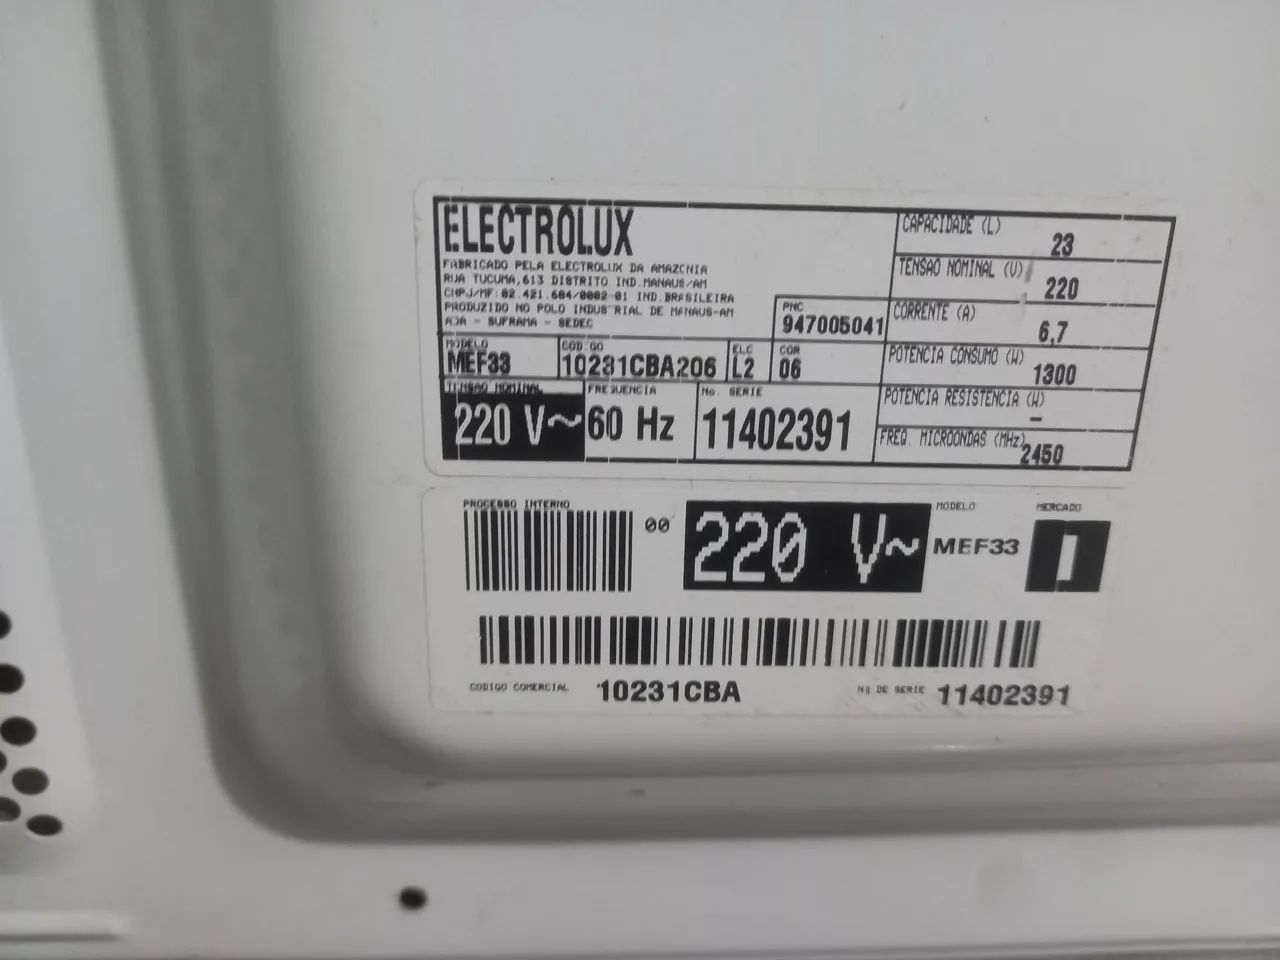 ELECTROLUX
FABRICADO PELA ELECTROLUX DA AMAZCNIA
RUA TUCUMA,613 DISTRITO IND.MANAUS/AM
CNPJ/MF:02.421.684/0002-01 IND.BRASILEIRA
PRODUZIDO NO POLO INDUSTRIAL DE MANAUS-AM
ADA - SUFRAMA - SEDEC
PNC
947005041
MODELO
MEF33
CODIGO
10231CBA206
ELC
L2
COR
06
TENSAO NOMINAL
220 V~
FREQUENCIA
60 Hz
No. SERIE
11402391
CAPACIDADE (L)
23
TENSAO NOMINAL (V)
220
CORRENTE (A)
6,7
POTENCIA CONSUMO (W)
1300
POTENCIA RESISTENCIA (W)
-
FREQ. MICROONDAS (MHz)
2450
PROCESSO INTERNO
00
220 V~
MODELO
MEF33
MERCADO
]
CODIGO COMERCIAL 10231CBA
Nº DE SERIE 11402391